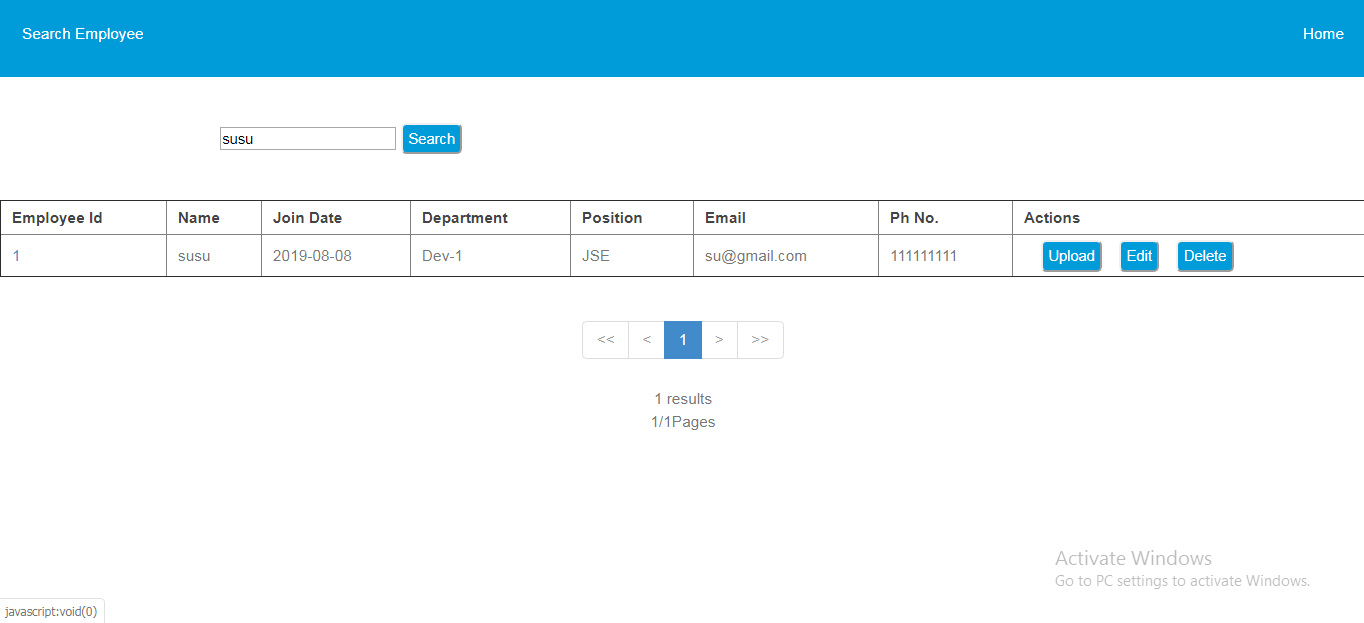 Search Employee Home
susu Search
Employee Id Name Join Date Department Position Email Ph No. Actions
1 susu 2019-08-08 Dev-1 JSE su@gmail.com 111111111 Upload Edit Delete
<< < 1 > >>
1 results
1/1Pages
Activate Windows
Go to PC settings to activate Windows.
javascript:void(0)